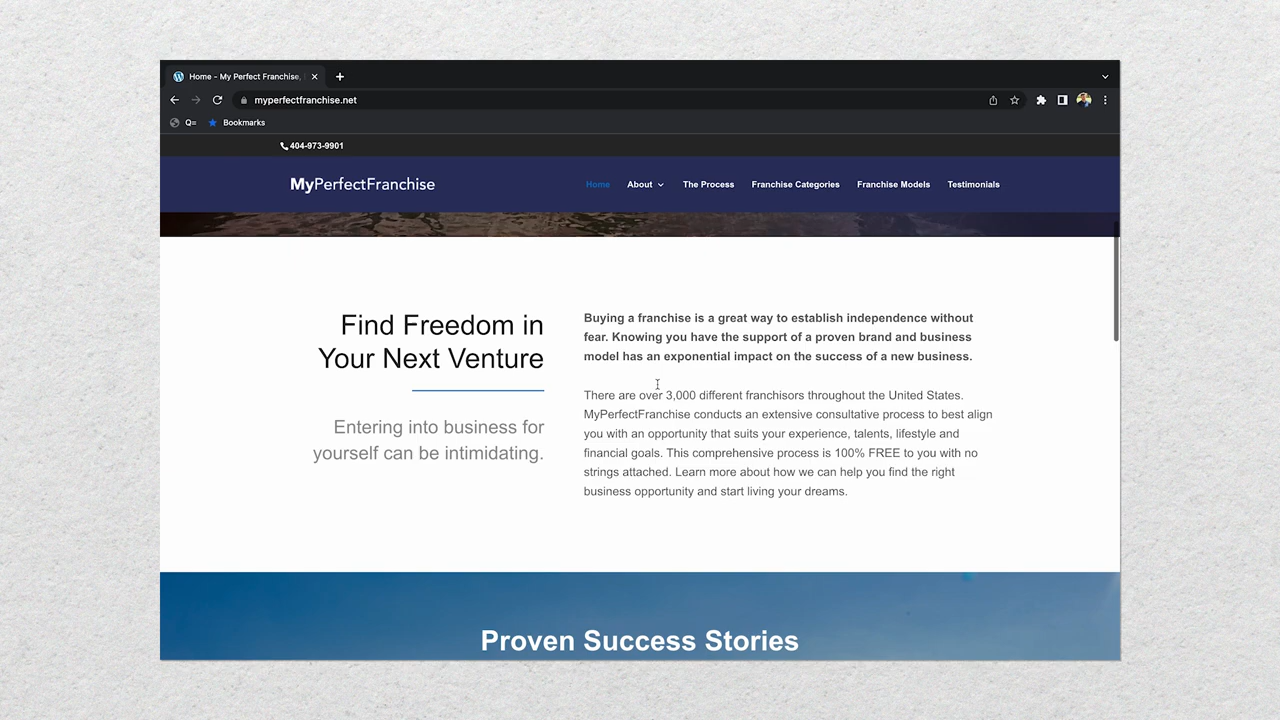 Home - My Perfect Franchise,
myperfectfranchise.net
Q=
Bookmarks
404-973-9901
MyPerfectFranchise
Home
About
The Process
Franchise Categories
Franchise Models
Testimonials
Find Freedom in
Your Next Venture
Entering into business for
yourself can be intimidating.
Buying a franchise is a great way to establish independence without
fear. Knowing you have the support of a proven brand and business
model has an exponential impact on the success of a new business.
There are over 3,000 different franchisors throughout the United States.
MyPerfectFranchise conducts an extensive consultative process to best align
you with an opportunity that suits your experience, talents, lifestyle and
financial goals. This comprehensive process is 100% FREE to you with no
strings attached. Learn more about how we can help you find the right
business opportunity and start living your dreams.
Proven Success Stories